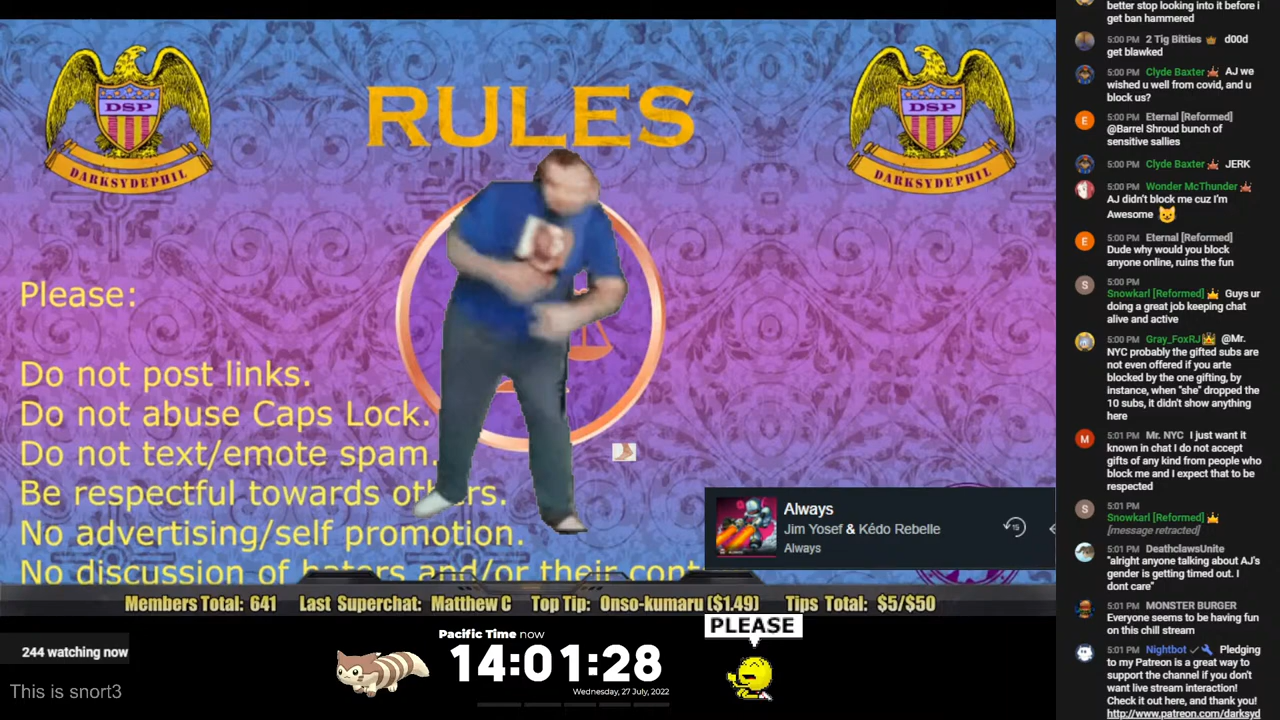 DSP
DARKSYDEPHIL
RULES
DSP
DARKSYDEPHIL
Please:
Do not post links.
Do not abuse Caps Lock.
Do not text/emote spam.
Be respectful towards others.
No advertising/self promotion.
No discussion of
and/or their
Always
Jim Yosef & Kédo Rebelle
Always
15
Members Total: 641 Last Superchat: Matthew C Top Tip: Onso-kumaru ($1.49) Tips Total: $5/$50
244 watching now
This is snort3
Pacific Time now
14:01:28
Wednesday, 27 July, 2022
PLEASE
better stop looking into it before i
get ban hammered
5:00 PM 2 Tig Bitties d00d
get blawked
5:00 PM Clyde Baxter AJ we
wished u well from covid, and u
block us?
E 5:00 PM Eternal [Reformed]
@Barrel Shroud bunch of
sensitive sallies
5:00 PM Clyde Baxter JERK
5:00 PM Wonder McThunder
AJ didn't block me cuz I'm
Awesome
E 5:00 PM Eternal [Reformed]
Dude why would you block
anyone online, ruins the fun
S 5:00 PM
Snowkarl [Reformed] Guys ur
doing a great job keeping chat
alive and active
5:00 PM Gray_FoxRJ @Mr.
NYC probably the gifted subs are
not even offered if you arte
blocked by the one gifting, by
instance, when "she" dropped the
10 subs, it didn't show anything
here
M 5:01 PM Mr. NYC I just want it
known in chat I do not accept
gifts of any kind from people who
block me and I expect that to be
respected
S 5:01 PM
Snowkarl [Reformed]
[message retracted]
5:01 PM DeathclawsUnite
"alright anyone talking about AJ's
gender is getting timed out. I
dont care"
5:01 PM MONSTER BURGER
Everyone seems to be having fun
on this chill stream
5:01 PM Nightbot Pledging
to my Patreon is a great way to
support the channel if you don't
want live stream interaction!
Check it out here, and thank you!
http://www.patreon.com/darksyd